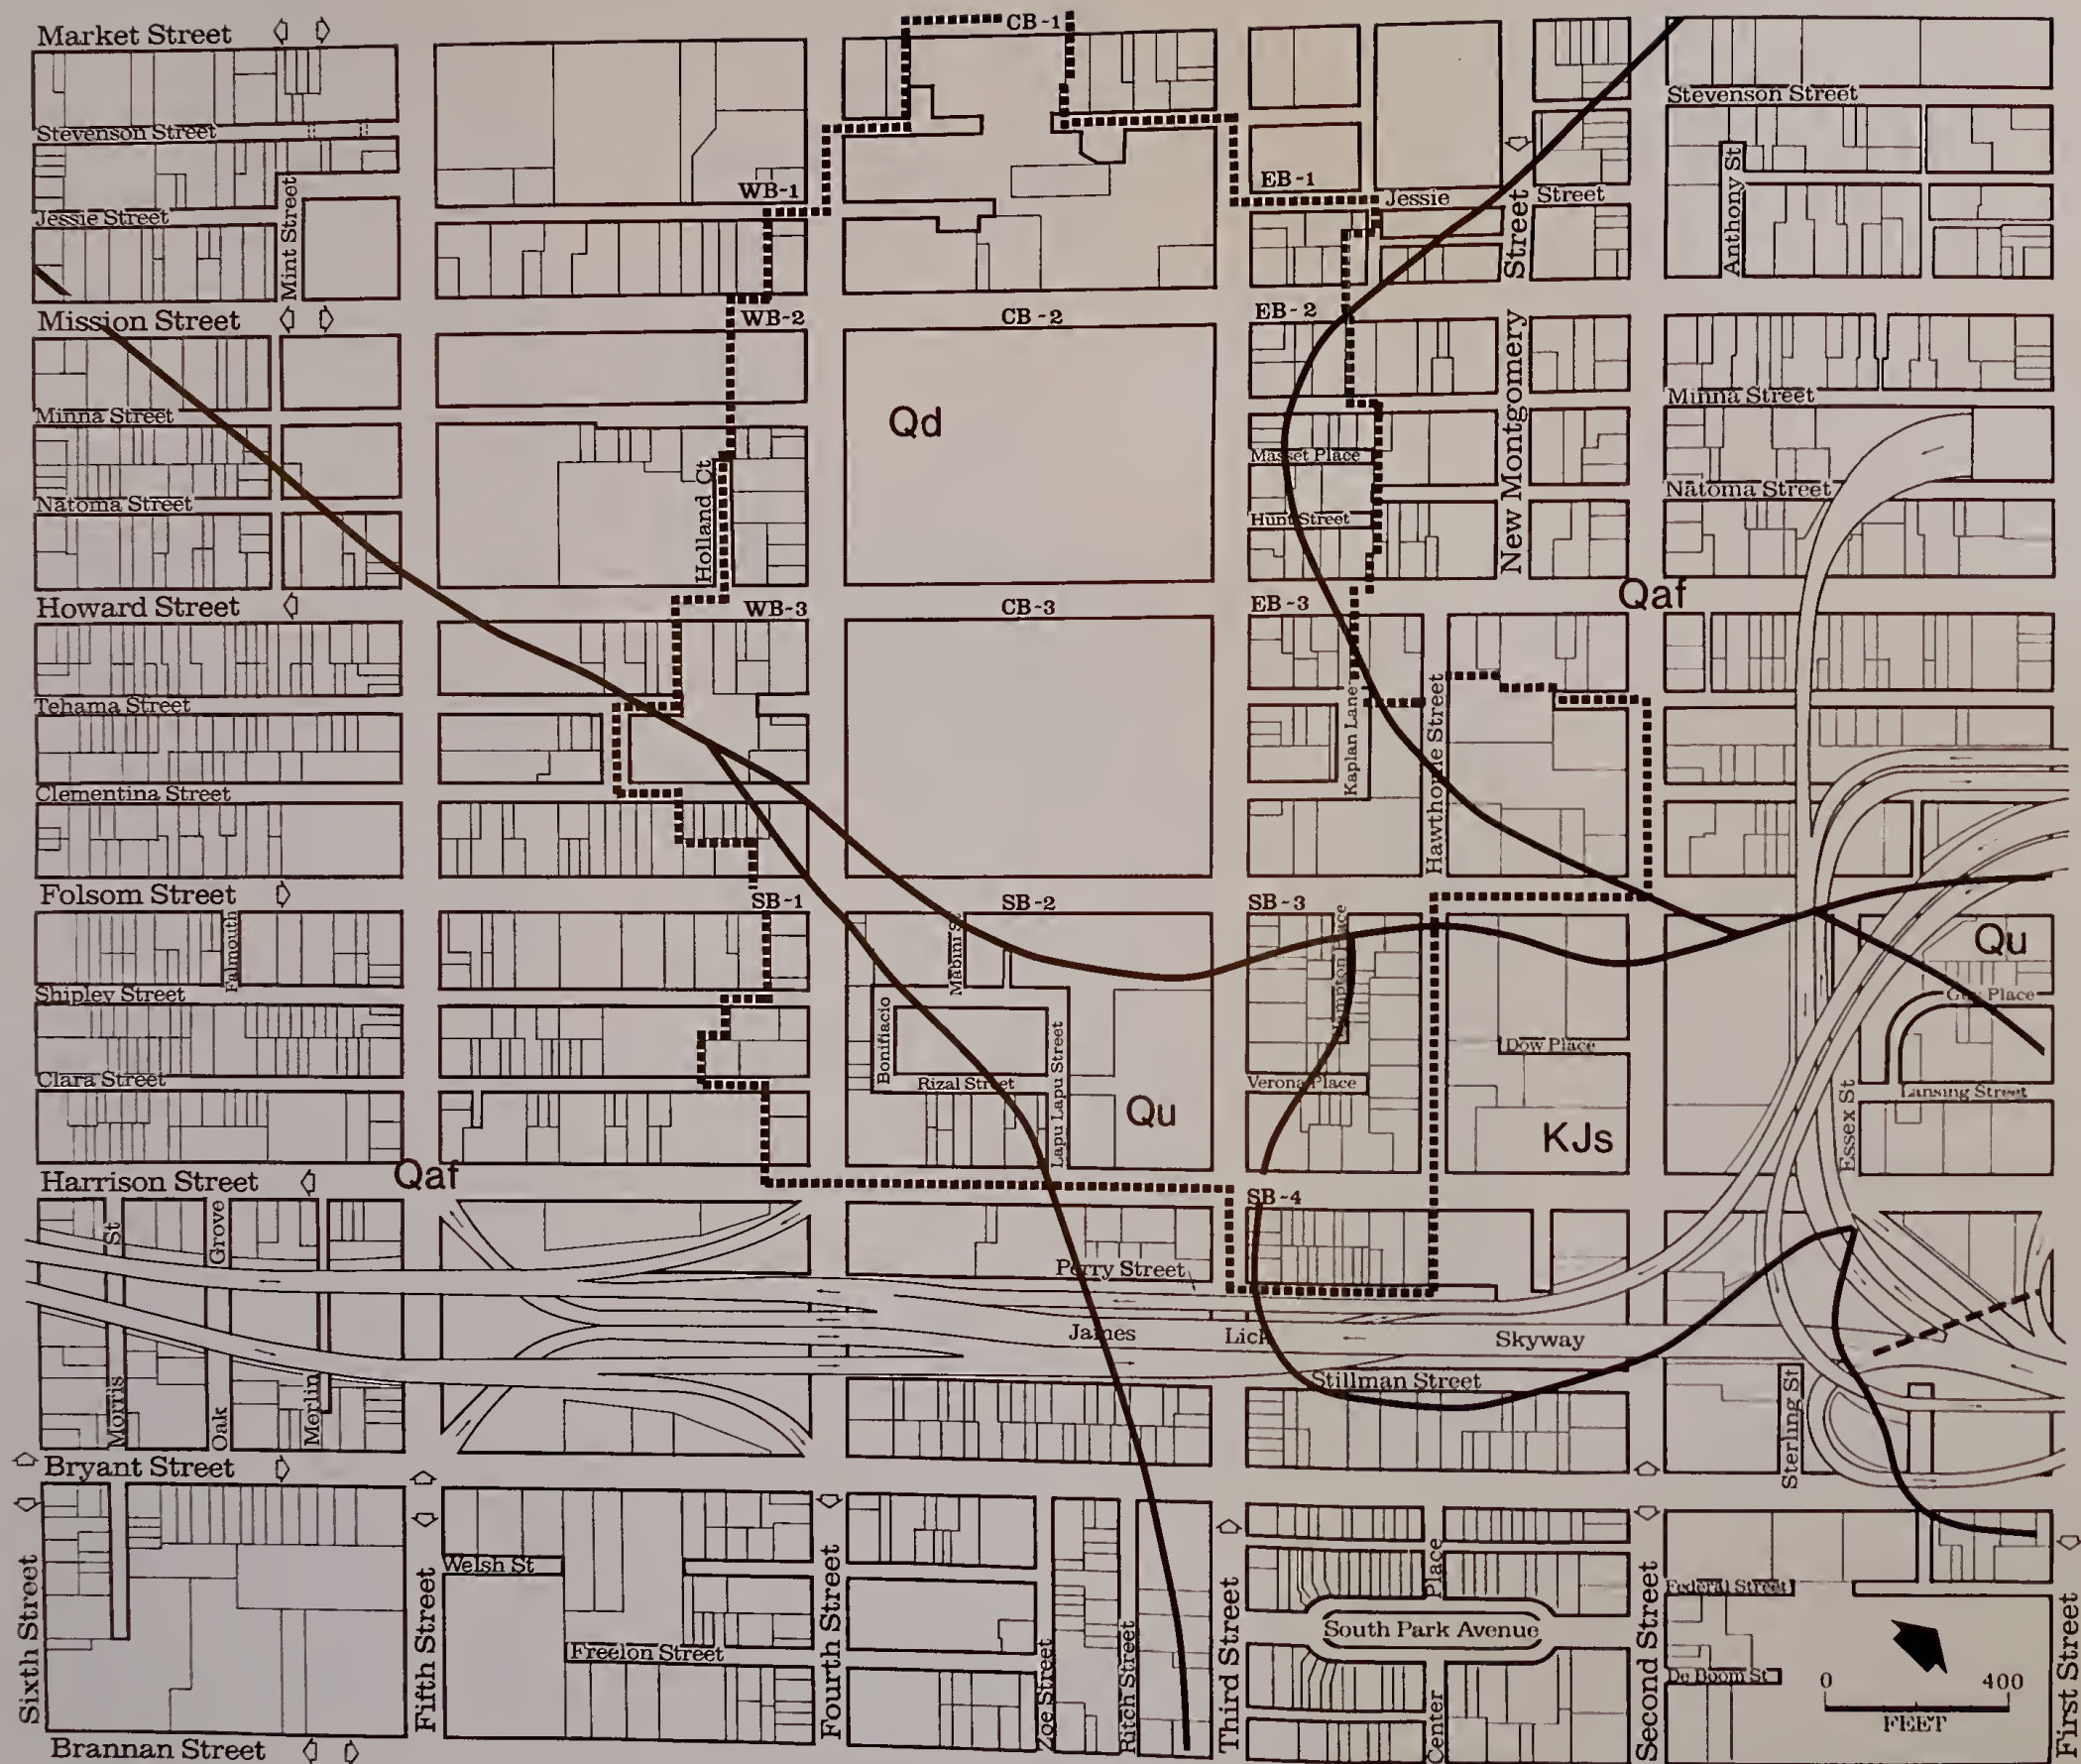 Market Street
CB-1
Stevenson Street
Stevenson Street
WB-1
EB-1
Jessie Street
Jessie
Street
Mint Street
Street
Anthony St
Mission Street
WB-2
CB-2
EB-2
Minna Street
Minna Street
Qd
New Montgomery
Masset Place
Natoma Street
Natoma Street
Holland Ct
Hunt Street
Qaf
Howard Street
WB-3
CB-3
EB-3
Tehama Street
Kaplan Lane
Hawthorne Street
Clementina Street
Folsom Street
SB-1
SB-2
SB-3
Falmouth
Mabini St
Qu
Shipley Street
Guy Place
Bonifiacio
Lapu Lapu Street
Dow Place
Clara Street
Rizal Street
Verona Place
Essex St
Lansing Street
Qu
KJs
Qaf
Harrison Street
SB-4
St
Grove
Perry Street
James
Lick
Skyway
Stillman Street
Morris
Oak
Merlin
Sterling St
Bryant Street
Welsh St
Place
Federal Street
South Park Avenue
Freelon Street
De Boom St
0
400
FEET
Sixth Street
Fifth Street
Fourth Street
Zoe Street
Ritch Street
Third Street
Center
Second Street
First Street
Brannan Street